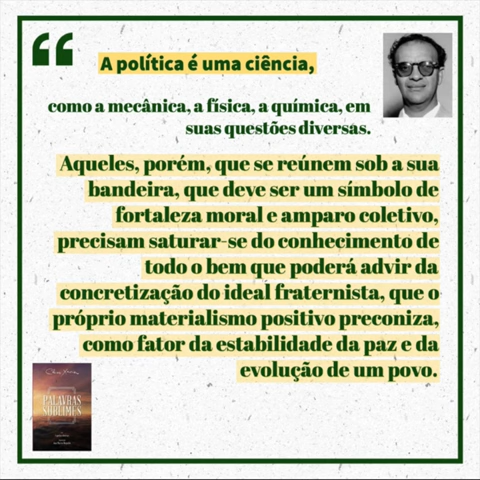 “
A política é uma ciência,
como a mecânica, a física, a química, em
suas questões diversas.
Aqueles, porém, que se reúnem sob a sua
bandeira, que deve ser um símbolo de
fortaleza moral e amparo coletivo,
precisam saturar-se do conhecimento de
todo o bem que poderá advir da
concretização do ideal fraternista, que o
próprio materialismo positivo preconiza,
como fator da estabilidade da paz e da
evolução de um povo.
PALAVRAS
SUBLIMES